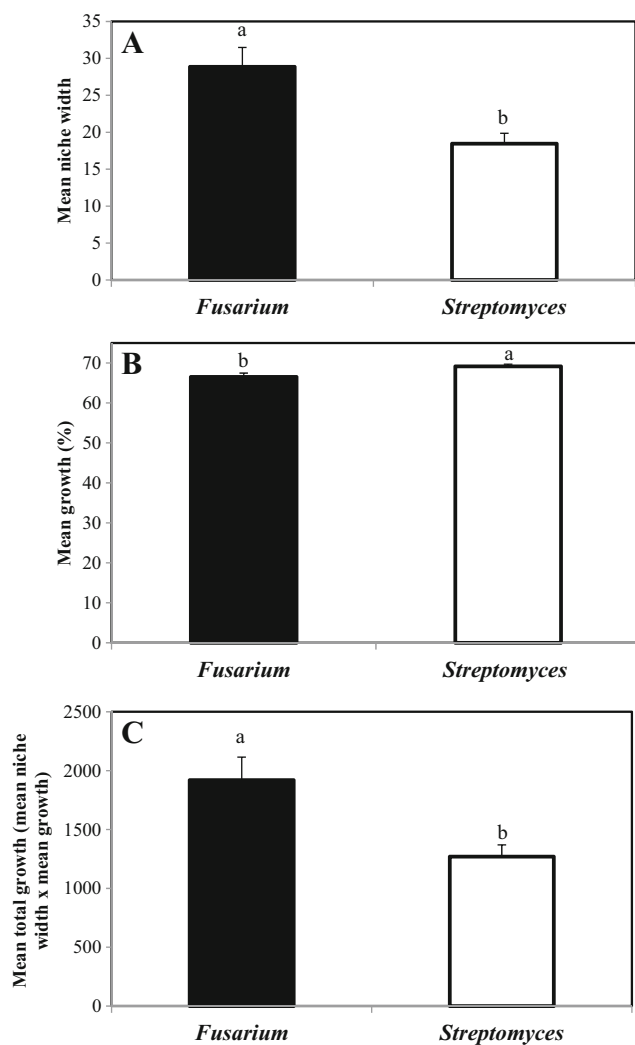 A
Mean niche width
35
30
25
20
15
10
5
0
a
b
Fusarium
Streptomyces
B
Mean growth (%)
70
60
50
40
30
20
10
0
b
a
Fusarium
Streptomyces
C
Mean total growth (mean niche
width x mean growth)
2500
2000
1500
1000
500
0
a
b
Fusarium
Streptomyces